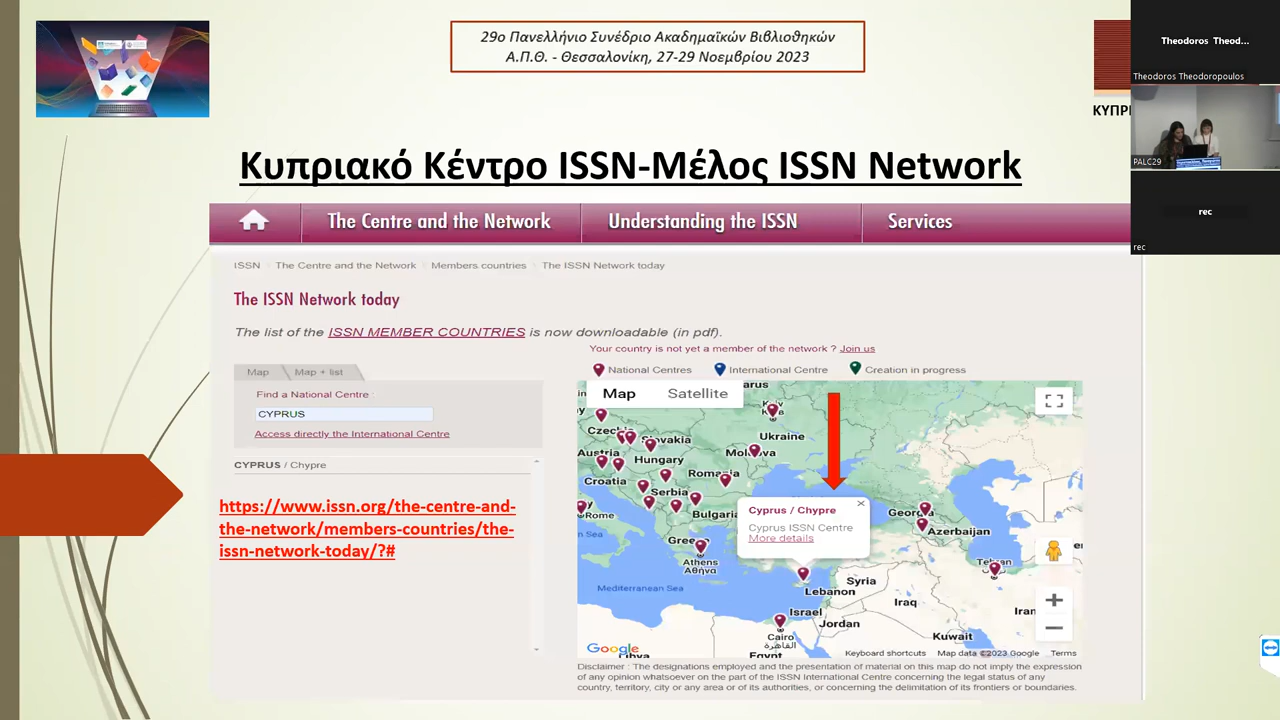 29ο Πανελλήνιο Συνέδριο Ακαδημαϊκών Βιβλιοθηκών
Α.Π.Θ. - Θεσσαλονίκη, 27-29 Νοεμβρίου 2023
Theodoros Theod...
Theodoros Theodoropoulos
ΚΥΠΡΙ
PALC29
rec
rec
Κυπριακό Κέντρο ISSN-Μέλος ISSN Network
The Centre and the Network
Understanding the ISSN
Services
ISSN The Centre and the Network Members countries The ISSN Network today
The ISSN Network today
The list of the ISSN MEMBER COUNTRIES is now downloadable (in pdf).
Your country is not yet a member of the network ? Join us
National Centres International Centre Creation in progress
Map Map + list
Find a National Centre
CYPRUS
Access directly the International Centre
CYPRUS / Chypre
https://www.issn.org/the-centre-and-
the-network/members-countries/the-
issn-network-today/?#
Map Satellite
arus
Kyiv
Київ
Ukraine
Czech
vakia
Austria
Hungary
Moldova
Croatia
Romania
Serbia
Bulgar
Rome
Cyprus / Chypre
Cyprus ISSN Centre
More details
Georgia
Azerbaijan
Greece
Athens
Αθήνα
Tehran
Mediterranean Sea
Syria
Lebanon
Iraq
Iran
Israel
Jordan
Cairo
القاهرة
Kuwait
Egypt
Libya
Google
Keyboard shortcuts Map data ©2023 Google Terms
Disclaimer : The designations employed and the presentation of material on this map do not imply the expression
of any opinion whatsoever on the part of the ISSN International Centre concerning the legal status of any
country, territory, city or any area or of its authorities, or concerning the delimitation of its frontiers or boundaries.